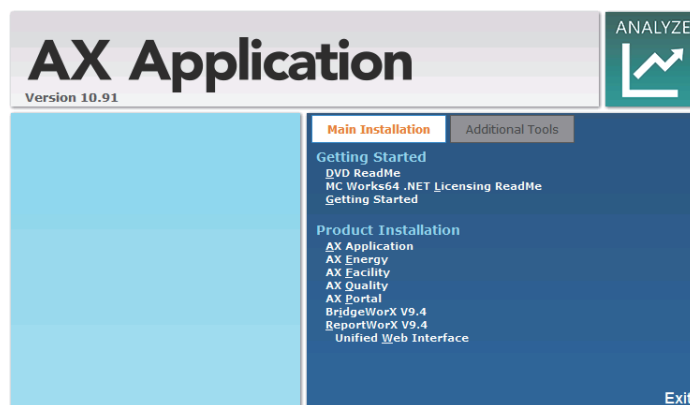 AX Application
Version 10.91
ANALYZE
Main Installation
Additional Tools
Getting Started
DVD ReadMe
MC Works64 .NET Licensing ReadMe
Getting Started
Product Installation
AX Application
AX Energy
AX Facility
AX Quality
AX Portal
BridgeWorX V9.4
ReportWorX V9.4
Unified Web Interface
Exit